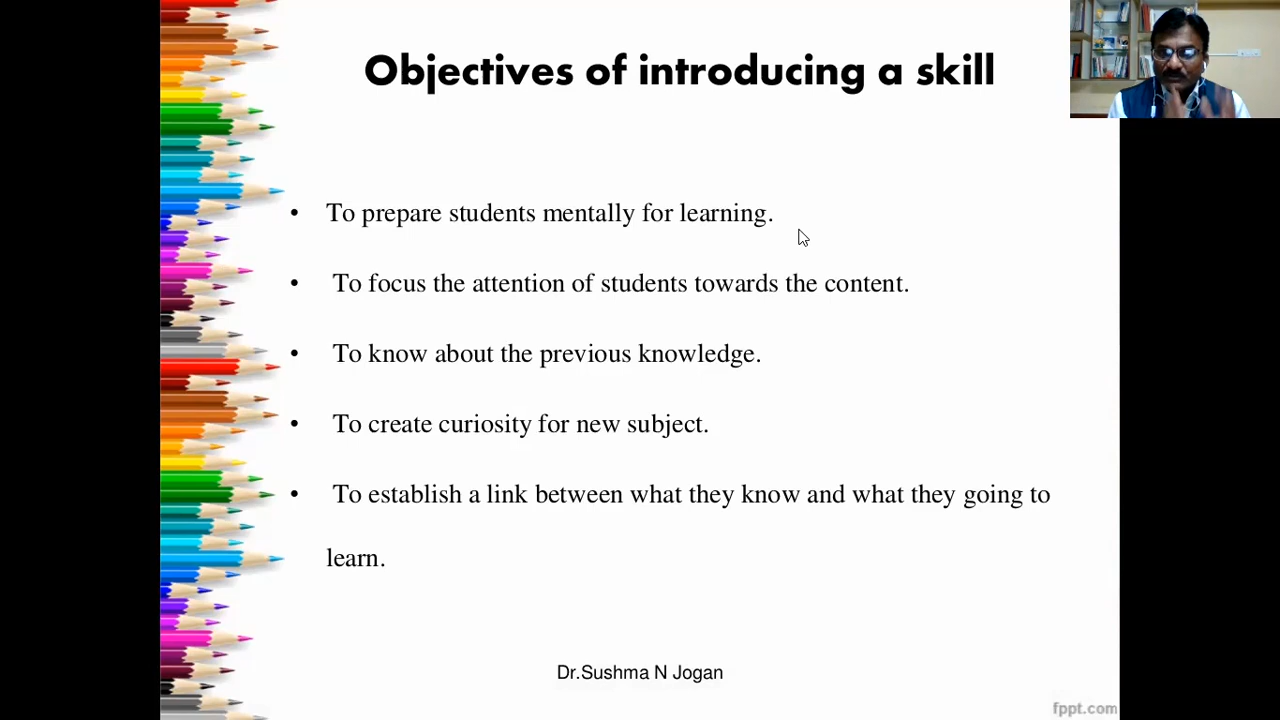 Objectives of introducing a skill
• To prepare students mentally for learning.
• To focus the attention of students towards the content.
• To know about the previous knowledge.
• To create curiosity for new subject.
• To establish a link between what they know and what they going to
learn.
Dr.Sushma N Jogan
fppt.com